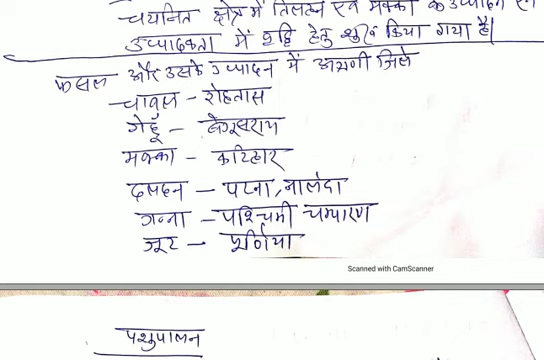 चयनित क्षेत्र में तिलहन एवं मक्का के उत्पादन एवं
उत्पादकता में वृद्धि हेतु शुरू किया गया है।
फसल और उसके उत्पादन में अग्रणी जिले
चावल - रोहतास
गेहूँ - बेगूसराय
मक्का - कटिहार
दलहन - पटना, नालंदा
गन्ना - पश्चिमी चम्पारण
जूट - पूर्णिया
Scanned with CamScanner
पशुपालन